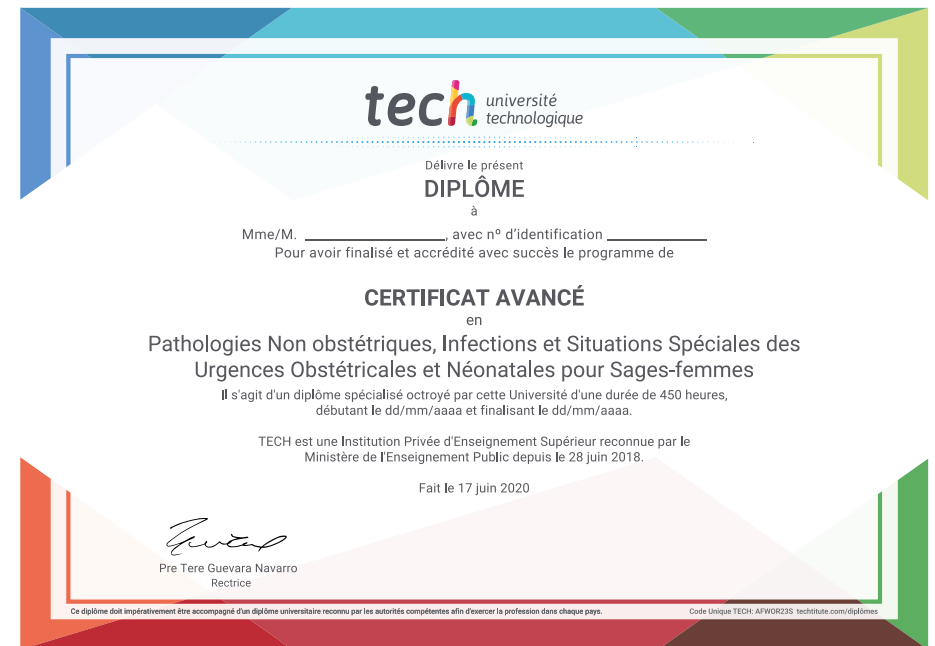 tech université
technologique
Délivre le présent
DIPLÔME
à
Mme/M. ____________________, avec nº d'identification ______________
Pour avoir finalisé et accrédité avec succès le programme de
CERTIFICAT AVANCÉ
en
Pathologies Non obstétriques, Infections et Situations Spéciales des
Urgences Obstétricales et Néonatales pour Sages-femmes
Il s'agit d'un diplôme spécialisé octroyé par cette Université d'une durée de 450 heures,
débutant le dd/mm/aaaa et finalisant le dd/mm/aaaa.
TECH est une Institution Privée d'Enseignement Supérieur reconnue par le
Ministère de l'Enseignement Public depuis le 28 juin 2018.
Fait le 17 juin 2020
Pre Tere Guevara Navarro
Rectrice
Ce diplôme doit impérativement être accompagné d'un diplôme universitaire reconnu par les autorités compétentes afin d'exercer la profession dans chaque pays.
Code Unique TECH: AFWOR23S techtitute.com/diplômes